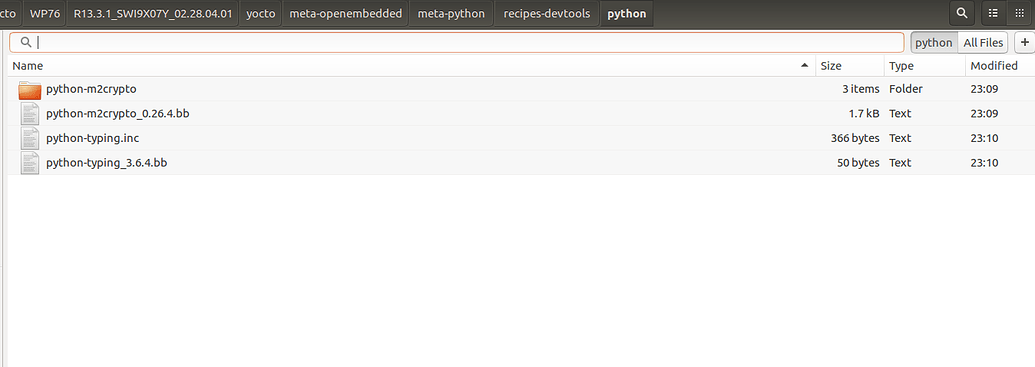 cto WP76 R13.3.1_SWI9X07Y_02.28.04.01 yocto meta-openembedded meta-python recipes-devtools python
python All Files +
Name Size Type Modified
python-m2crypto 3 items Folder 23:09
python-m2crypto_0.26.4.bb 1.7 kB Text 23:09
python-typing.inc 366 bytes Text 23:10
python-typing_3.6.4.bb 50 bytes Text 23:10